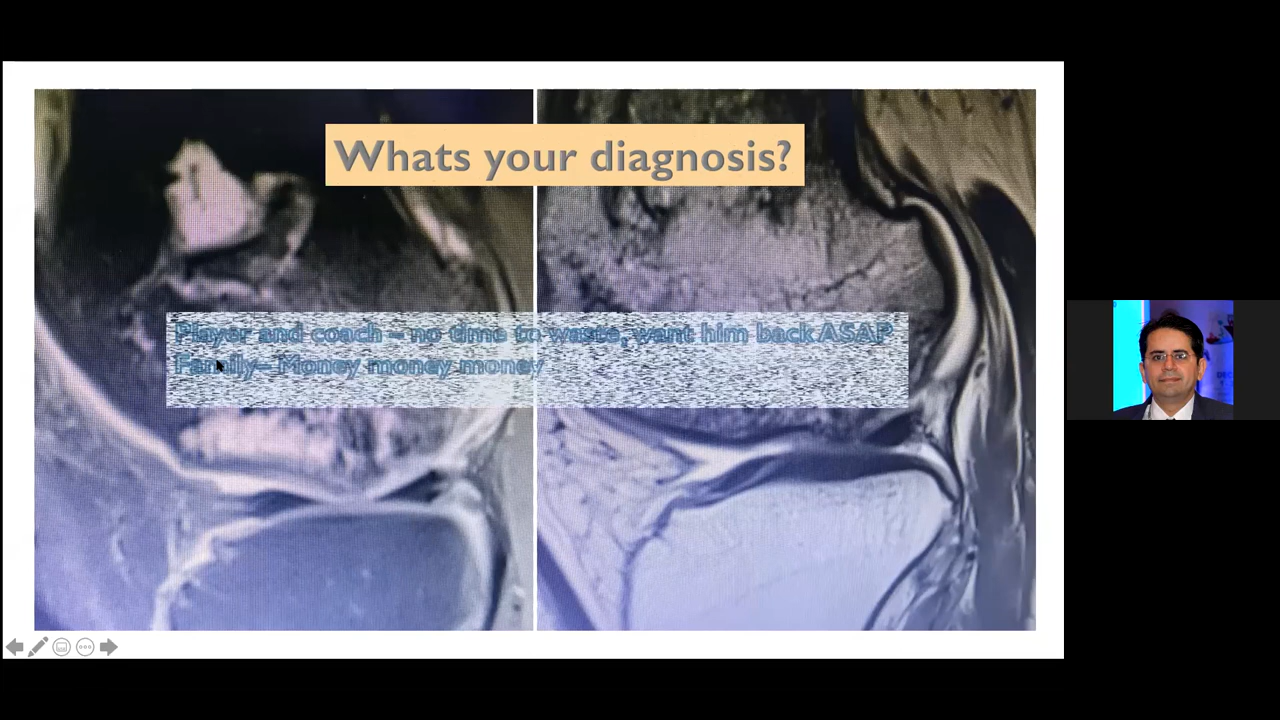 Whats your diagnosis?
Player and coach – no time to waste, want him back ASAP
Family– Money money money